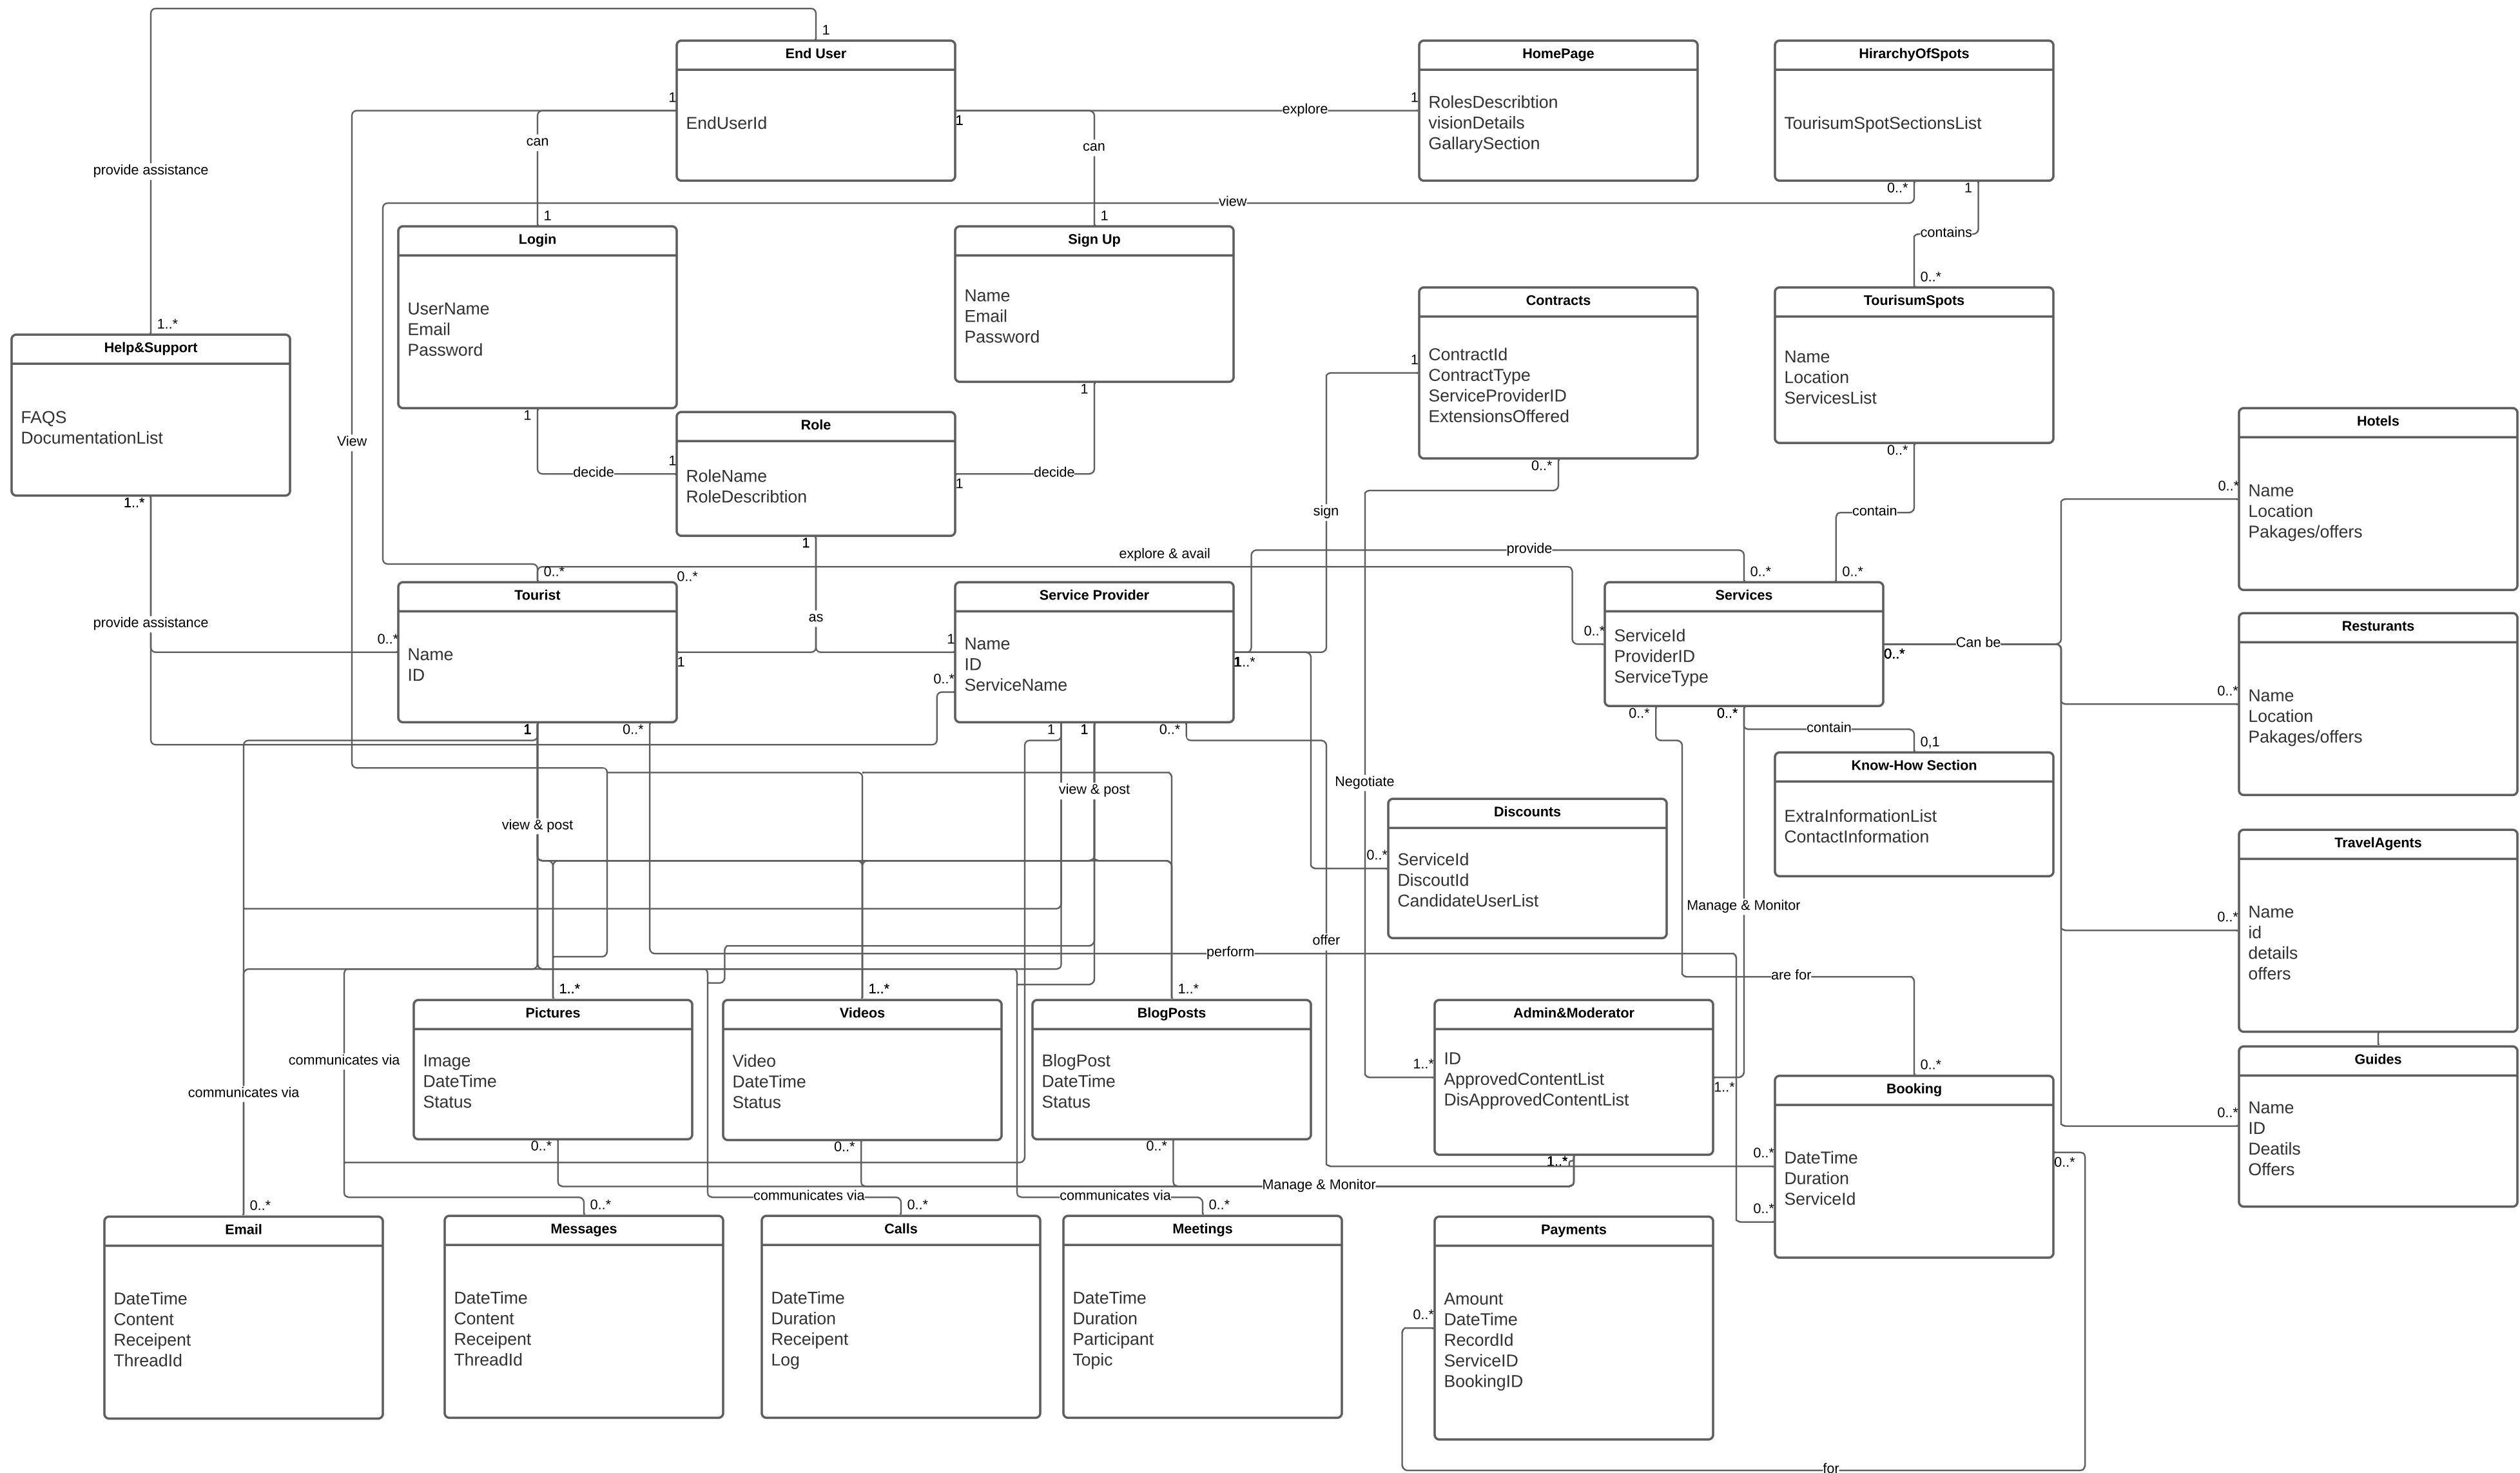 1
End User
EndUserId
HomePage
RolesDescribtion
visionDetails
GallarySection
HirarchyOfSpots
TourisumSpotSectionsList
1
1
explore
1
can
can
provide assistance
0..*
1
view
1
1
contains
Login
UserName
Email
Password
Sign Up
Name
Email
Password
0..*
Contracts
ContractId
ContractType
ServiceProviderID
ExtensionsOffered
TourisumSpots
Name
Location
ServicesList
1..*
Help&Support
FAQS
DocumentationList
1
1
1
Role
RoleName
RoleDescribtion
Hotels
Name
Location
Pakages/offers
View
decide
1
decide
1
0..*
0..*
0..*
1..*
sign
contain
1
explore & avail
provide
0..*
0..*
0..*
0..*
Tourist
Name
ID
Service Provider
Name
ID
ServiceName
Services
ServiceId
ProviderID
ServiceType
Resturants
Name
Location
Pakages/offers
provide assistance
as
0..*
1
1
0..*
1..*
0..*
0..*
Can be
0..*
0..*
1
0..*
1
1
0..*
0..*
0..*
contain
0,1
Know-How Section
ExtraInformationList
ContactInformation
view & post
view & post
Negotiate
Discounts
ServiceId
DiscoutId
CandidateUserList
0..*
TravelAgents
Name
id
details
offers
0..*
Manage & Monitor
offer
perform
are for
1..*
1..*
1..*
Pictures
Image
DateTime
Status
Videos
Video
DateTime
Status
BlogPosts
BlogPost
DateTime
Status
Admin&Moderator
ID
ApprovedContentList
DisApprovedContentList
1..*
1..*
0..*
Booking
DateTime
Duration
ServiceId
Guides
Name
ID
Deatils
Offers
0..*
communicates via
communicates via
0..*
0..*
0..*
1..*
0..*
0..*
0..*
Manage & Monitor
communicates via
communicates via
0..*
0..*
0..*
0..*
Email
DateTime
Content
Receipent
ThreadId
Messages
DateTime
Content
Receipent
ThreadId
Calls
DateTime
Duration
Receipent
Log
Meetings
DateTime
Duration
Participant
Topic
Payments
Amount
DateTime
RecordId
ServiceID
BookingID
0..*
for